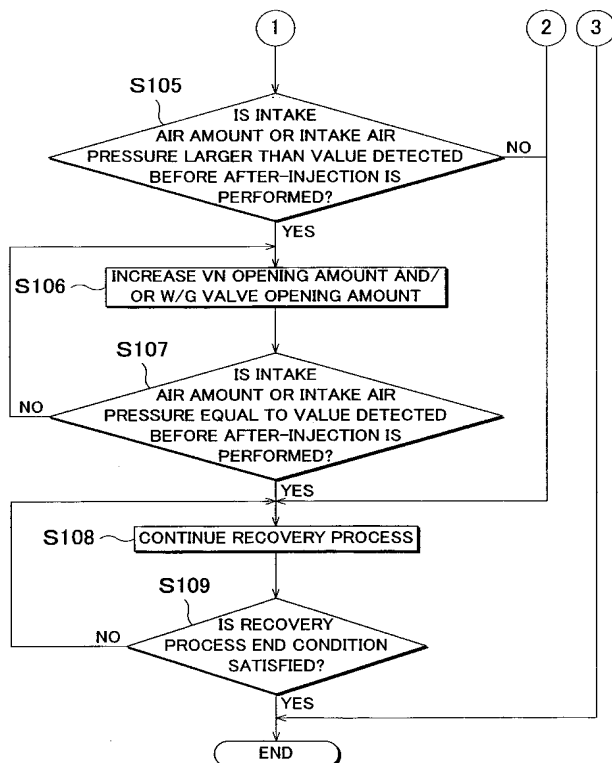 1
2
3
S105
IS INTAKE
AIR AMOUNT OR INTAKE AIR
PRESSURE LARGER THAN VALUE DETECTED
BEFORE AFTER-INJECTION IS
PERFORMED?
NO
YES
S106
INCREASE VN OPENING AMOUNT AND/
OR W/G VALVE OPENING AMOUNT
S107
IS INTAKE
AIR AMOUNT OR INTAKE AIR
PRESSURE EQUAL TO VALUE DETECTED
BEFORE AFTER-INJECTION IS
PERFORMED?
NO
YES
S108
CONTINUE RECOVERY PROCESS
S109
IS RECOVERY
PROCESS END CONDITION
SATISFIED?
NO
YES
END